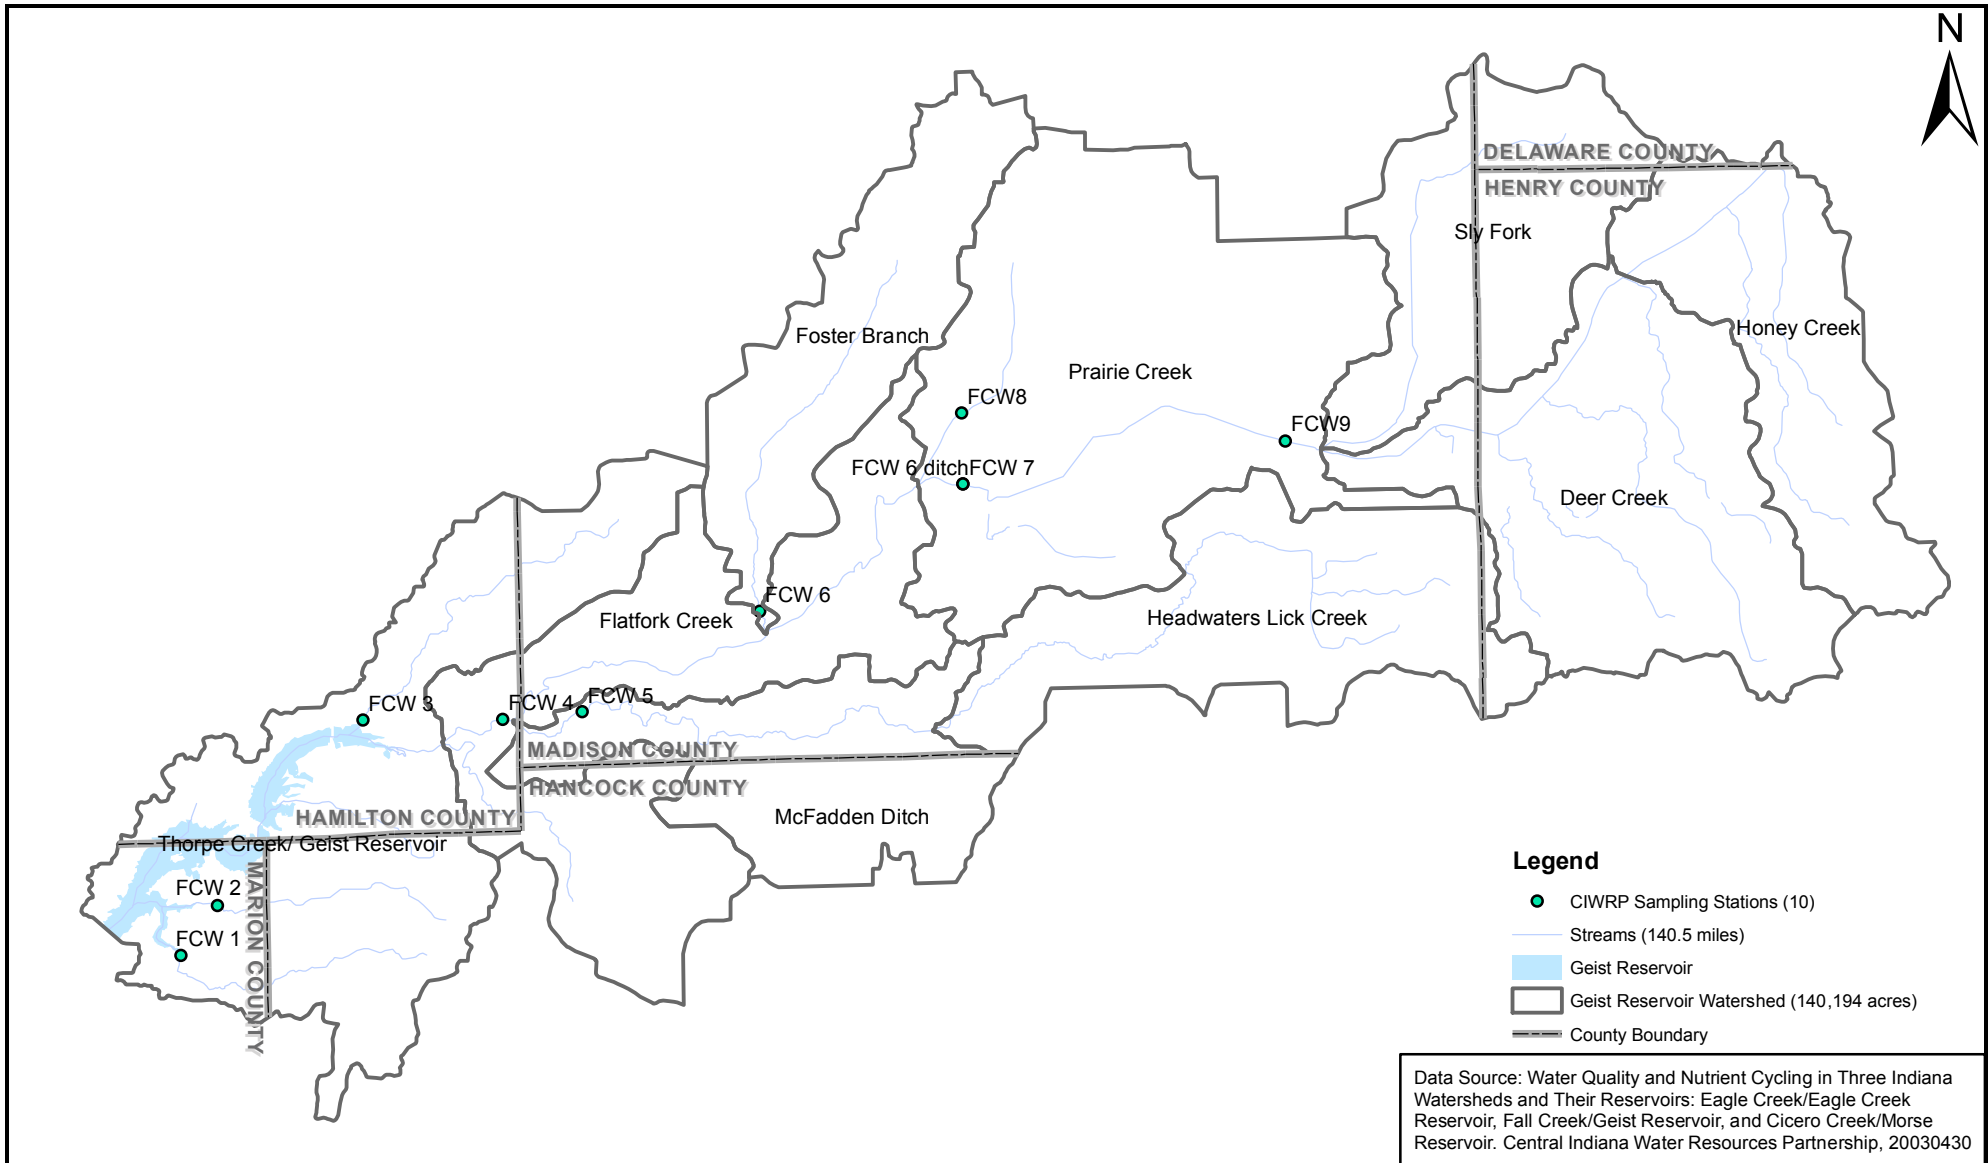 N
DELAWARE COUNTY
HENRY COUNTY
Sly Fork
Foster Branch
Honey Creek
Prairie Creek
FCW8
FCW9
FCW 6 ditch
FCW 7
Deer Creek
FCW 6
Flatfork Creek
Headwaters Lick Creek
FCW 3
FCW 4
FCW 5
MADISON COUNTY
HANCOCK COUNTY
HAMILTON COUNTY
McFadden Ditch
Thorpe Creek/ Geist Reservoir
MARION COUNTY
FCW 2
FCW 1
Legend
CIWRP Sampling Stations (10)
Streams (140.5 miles)
Geist Reservoir
Geist Reservoir Watershed (140,194 acres)
County Boundary
Data Source: Water Quality and Nutrient Cycling in Three Indiana
Watersheds and Their Reservoirs: Eagle Creek/Eagle Creek
Reservoir, Fall Creek/Geist Reservoir, and Cicero Creek/Morse
Reservoir. Central Indiana Water Resources Partnership, 20030430